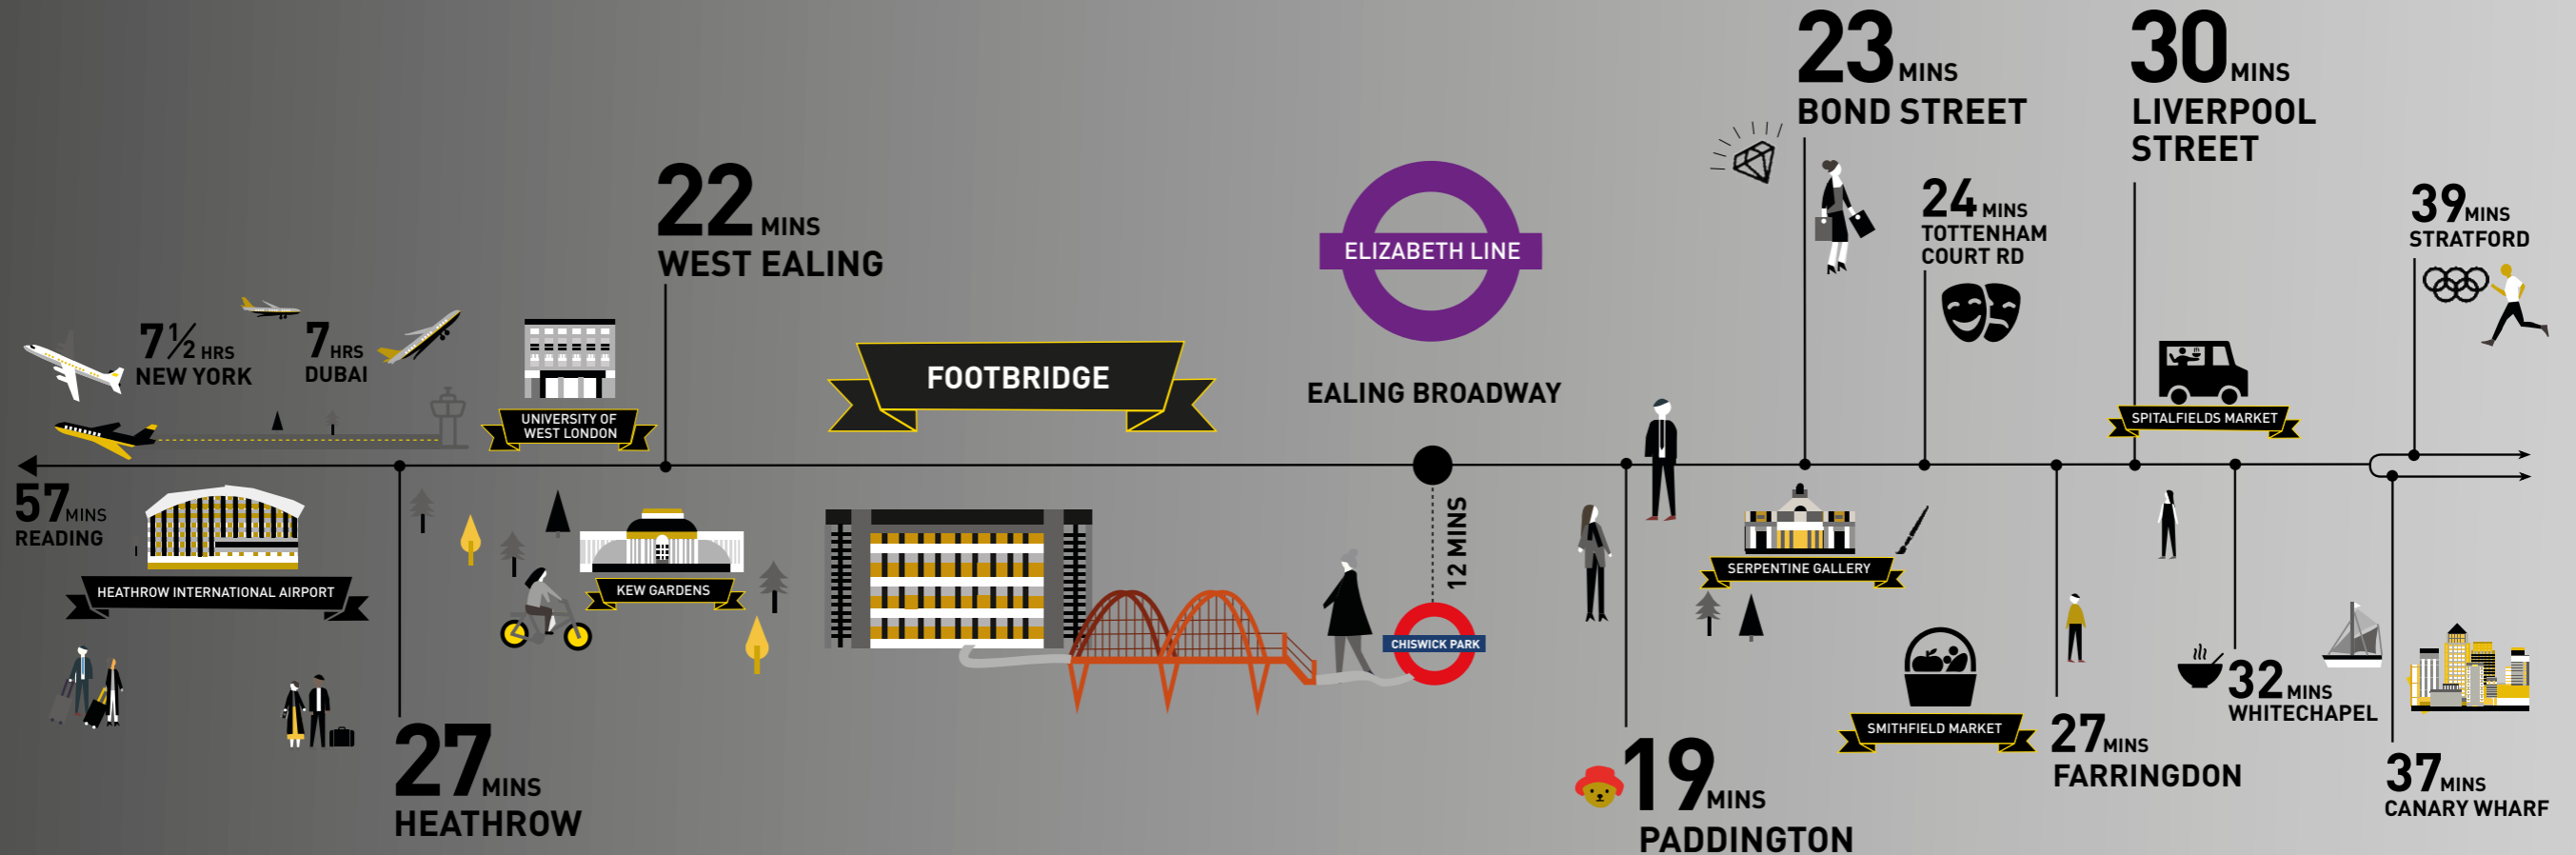 23 MINS
BOND STREET
30 MINS
LIVERPOOL
STREET
22 MINS
WEST EALING
ELIZABETH LINE
24 MINS
TOTTENHAM
COURT RD
39 MINS
STRATFORD
7 ½ HRS
NEW YORK
7 HRS
DUBAI
UNIVERSITY OF
WEST LONDON
FOOTBRIDGE
EALING BROADWAY
SPITALFIELDS MARKET
57 MINS
READING
HEATHROW INTERNATIONAL AIRPORT
KEW GARDENS
12 MINS
CHISWICK PARK
SERPENTINE GALLERY
SMITHFIELD MARKET
27 MINS
HEATHROW
19 MINS
PADDINGTON
27 MINS
FARRINGDON
32 MINS
WHITECHAPEL
37 MINS
CANARY WHARF